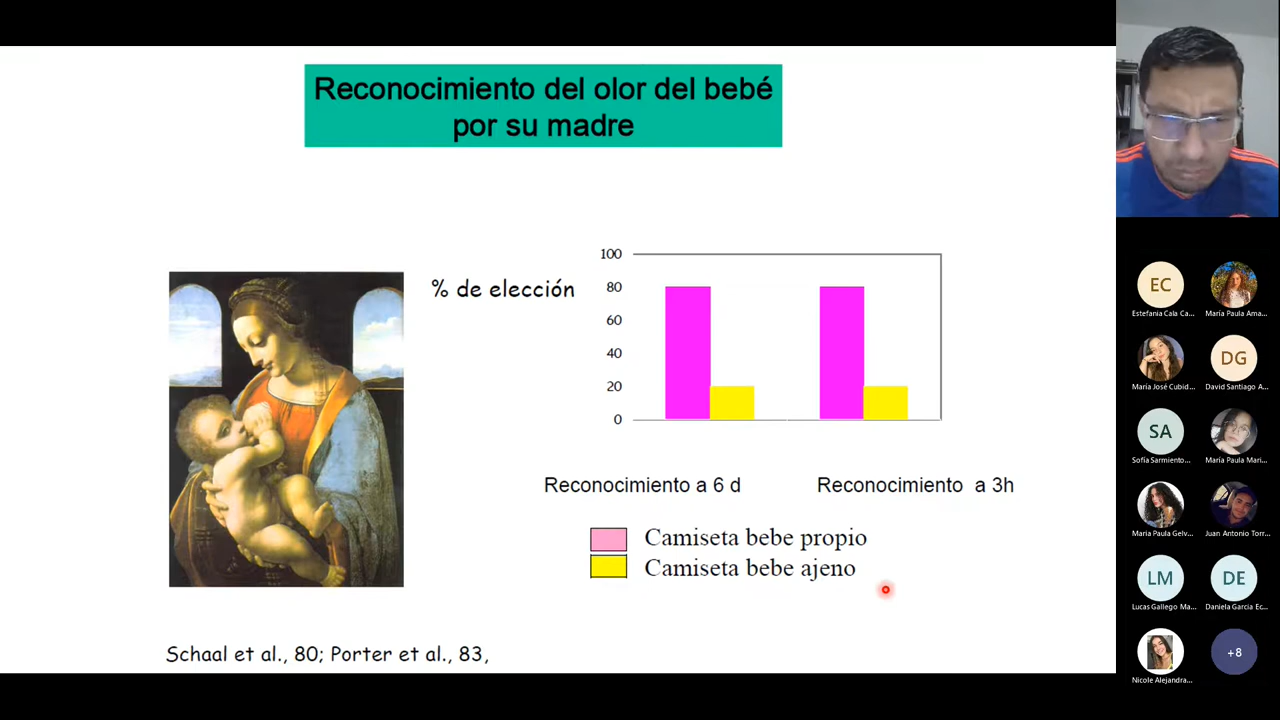 Reconocimiento del olor del bebé
por su madre
% de elección
100
80
60
40
20
0
Reconocimiento a 6 d
Reconocimiento a 3h
Camiseta bebe propio
Camiseta bebe ajeno
Schaal et al., 80; Porter et al., 83,
EC
Estefania Cala Ca...
María Paula Ama...
María José Cubid...
DG
David Santiago A...
SA
Sofía Sarmiento...
María Paula Mari...
Maria Paula Gelv...
Juan Antonio Torr...
LM
Lucas Gallego Ma...
DE
Daniela Garcia Ec...
Nicole Alejandra...
+8